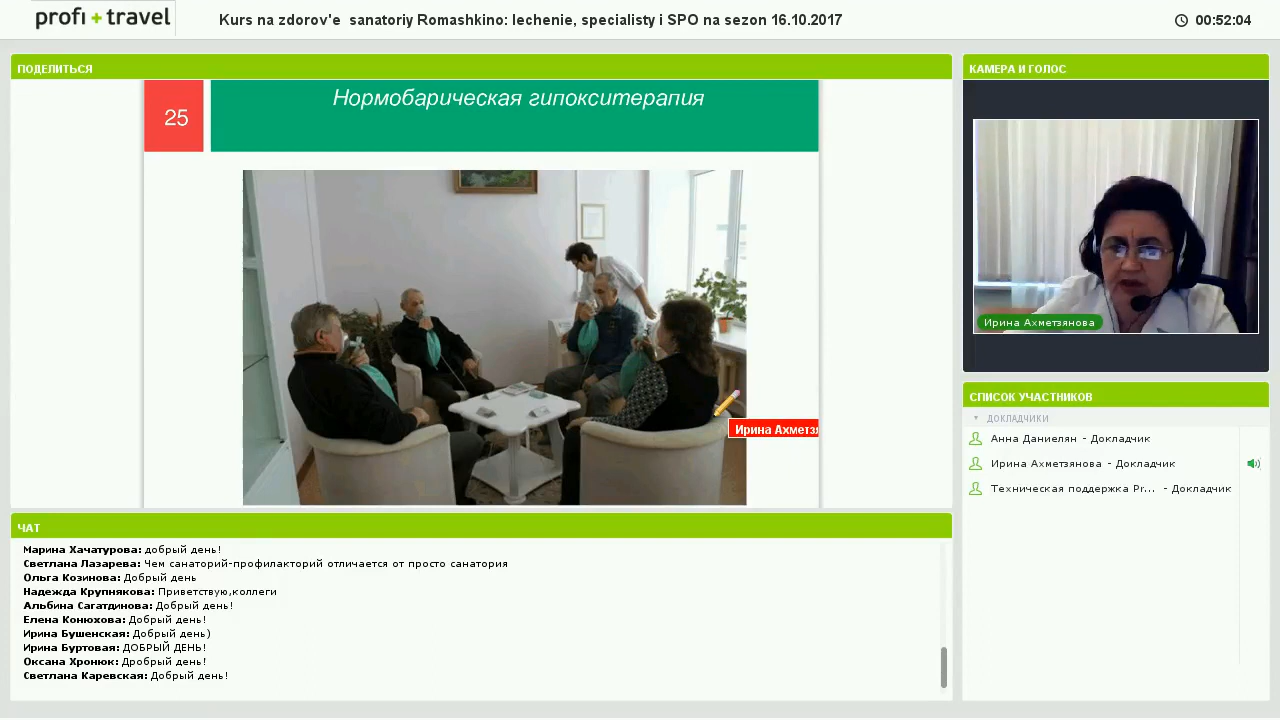 profi + travel
Kurs na zdorov'e sanatoriy Romashkino: lechenie, specialisty i SPO na sezon 16.10.2017
00:52:04
ПОДЕЛИТЬСЯ
25
Нормобарическая гипокситерапия
Ирина Ахметзя
КАМЕРА И ГОЛОС
Ирина Ахметзянова
СПИСОК УЧАСТНИКОВ
ДОКЛАДЧИКИ
Анна Даниелян - Докладчик
Ирина Ахметзянова - Докладчик
Техническая поддержка Pr... - Докладчик
ЧАТ
Марина Хачатурова: добрый день!
Светлана Лазарева: Чем санаторий-профилакторий отличается от просто санатория
Ольга Козинова: Добрый день
Надежда Крупнякова: Приветствую,коллеги
Альбина Сагатдинова: Добрый день!
Елена Конюхова: Добрый день!
Ирина Бушенская: Добрый день)
Ирина Буртовая: ДОБРЫЙ ДЕНЬ!
Оксана Хронюк: Дробрый день!
Светлана Каревская: Добрый день!